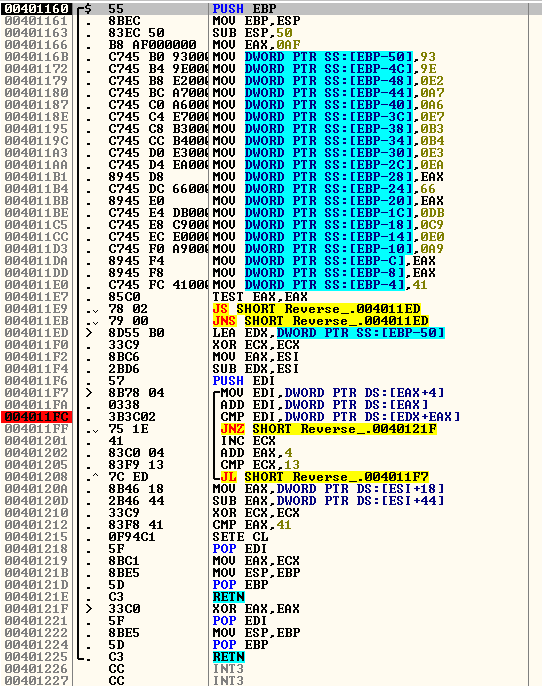 00401160 $ 55 PUSH EBP
00401161 . 8BEC MOV EBP,ESP
00401163 . 83EC 50 SUB ESP,50
00401166 . B8 AF000000 MOV EAX,0AF
0040116B . C745 B0 93000 MOV DWORD PTR SS:[EBP-50],93
00401172 . C745 B4 9E000 MOV DWORD PTR SS:[EBP-4C],9E
00401179 . C745 B8 E2000 MOV DWORD PTR SS:[EBP-48],0E2
00401180 . C745 BC A7000 MOV DWORD PTR SS:[EBP-44],0A7
00401187 . C745 C0 A6000 MOV DWORD PTR SS:[EBP-40],0A6
0040118E . C745 C4 E7000 MOV DWORD PTR SS:[EBP-3C],0E7
00401195 . C745 C8 B3000 MOV DWORD PTR SS:[EBP-38],0B3
0040119C . C745 CC B4000 MOV DWORD PTR SS:[EBP-34],0B4
004011A3 . C745 D0 E3000 MOV DWORD PTR SS:[EBP-30],0E3
004011AA . C745 D4 EA000 MOV DWORD PTR SS:[EBP-2C],0EA
004011B1 . 8945 D8 MOV DWORD PTR SS:[EBP-28],EAX
004011B4 . C745 DC 66000 MOV DWORD PTR SS:[EBP-24],66
004011BB . 8945 E0 MOV DWORD PTR SS:[EBP-20],EAX
004011BE . C745 E4 DB000 MOV DWORD PTR SS:[EBP-1C],0DB
004011C5 . C745 E8 C9000 MOV DWORD PTR SS:[EBP-18],0C9
004011CC . C745 EC E0000 MOV DWORD PTR SS:[EBP-14],0E0
004011D3 . C745 F0 A9000 MOV DWORD PTR SS:[EBP-10],0A9
004011DA . 8945 F4 MOV DWORD PTR SS:[EBP-C],EAX
004011DD . 8945 F8 MOV DWORD PTR SS:[EBP-8],EAX
004011E0 . C745 FC 41000 MOV DWORD PTR SS:[EBP-4],41
004011E7 . 85C0 TEST EAX,EAX
004011E9 . 78 02 JS SHORT Reverse_.004011ED
004011EB . 79 00 JNS SHORT Reverse_.004011ED
004011ED > 8D55 B0 LEA EDX,DWORD PTR SS:[EBP-50]
004011F0 . 33C9 XOR ECX,ECX
004011F2 . 8BC6 MOV EAX,ESI
004011F4 . 2BD6 SUB EDX,ESI
004011F6 . 57 PUSH EDI
004011F7 > 8B78 04 MOV EDI,DWORD PTR DS:[EAX+4]
004011FA . 0338 ADD EDI,DWORD PTR DS:[EAX]
004011FC . 3B3C02 CMP EDI,DWORD PTR DS:[EDX+EAX]
004011FF . 75 1E JNZ SHORT Reverse_.0040121F
00401201 . 41 INC ECX
00401202 . 83C0 04 ADD EAX,4
00401205 . 83F9 13 CMP ECX,13
00401208 .^ 7C ED JL SHORT Reverse_.004011F7
0040120A . 8B46 18 MOV EAX,DWORD PTR DS:[ESI+18]
0040120D . 2B46 44 SUB EAX,DWORD PTR DS:[ESI+44]
00401210 . 33C9 XOR ECX,ECX
00401212 . 83F8 41 CMP EAX,41
00401215 . 0F94C1 SETE CL
00401218 . 5F POP EDI
00401219 . 8BC1 MOV EAX,ECX
0040121B . 8BE5 MOV ESP,EBP
0040121D . 5D POP EBP
0040121E . C3 RETN
0040121F > 33C0 XOR EAX,EAX
00401221 . 5F POP EDI
00401222 . 8BE5 MOV ESP,EBP
00401224 . 5D POP EBP
00401225 . C3 RETN
00401226 CC INT3
00401227 CC INT3